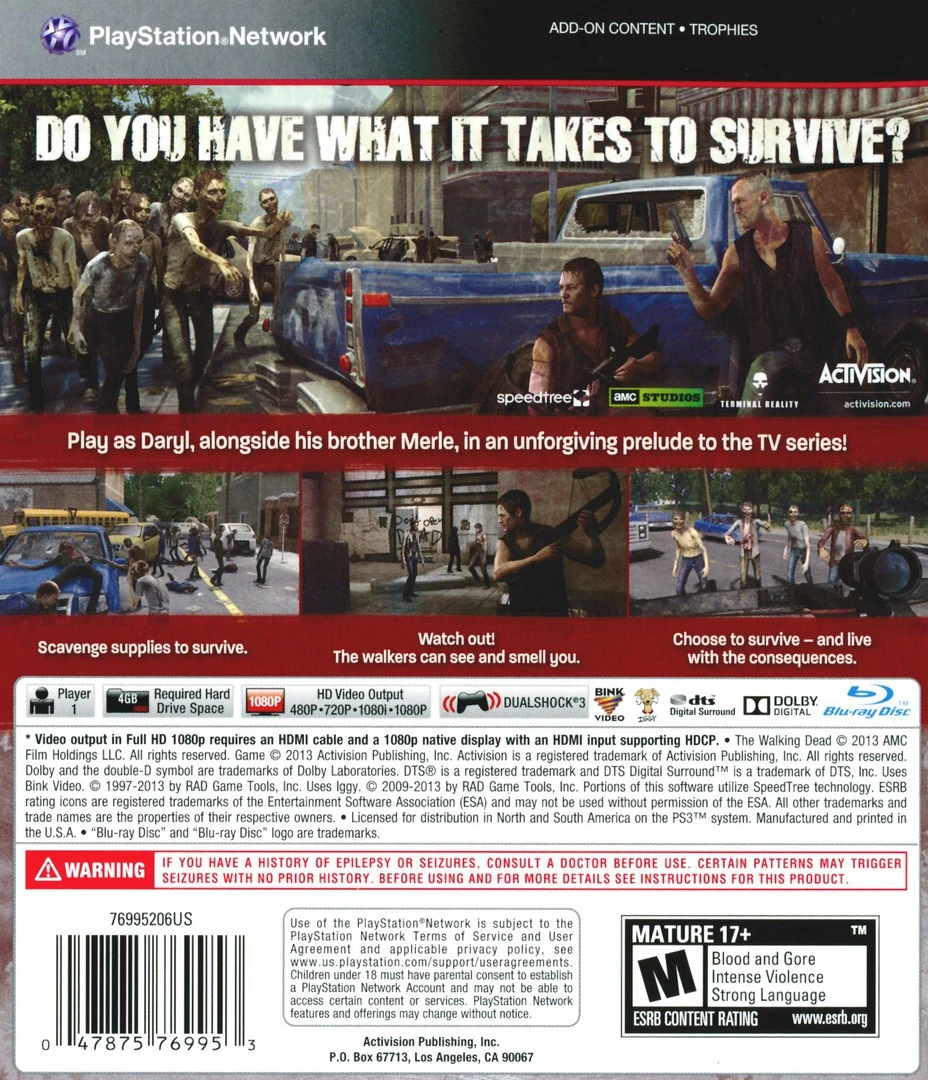 PlayStation®Network
SM
ADD-ON CONTENT • TROPHIES
DO YOU HAVE WHAT IT TAKES TO SURVIVE?
speedtree
amc STUDIOS
TERMINAL REALITY
ACTIVISION®
activision.com
Play as Daryl, alongside his brother Merle, in an unforgiving prelude to the TV series!
Scavenge supplies to survive.
Watch out!
The walkers can see and smell you.
Choose to survive – and live
with the consequences.
Player
1
4GB
HDD
Required Hard
Drive Space
1080P
HD Video Output
480P•720P•1080i•1080P
DUALSHOCK®3
BINK
VIDEO
IGGY
dts
Digital Surround
DOLBY
DIGITAL
Blu-ray Disc™
* Video output in Full HD 1080p requires an HDMI cable and a 1080p native display with an HDMI input supporting HDCP. • The Walking Dead © 2013 AMC
Film Holdings LLC. All rights reserved. Game © 2013 Activision Publishing, Inc. Activision is a registered trademark of Activision Publishing, Inc. All rights reserved.
Dolby and the double-D symbol are trademarks of Dolby Laboratories. DTS® is a registered trademark and DTS Digital Surround™ is a trademark of DTS, Inc. Uses
Bink Video. © 1997-2013 by RAD Game Tools, Inc. Uses Iggy. © 2009-2013 by RAD Game Tools, Inc. Portions of this software utilize SpeedTree technology. ESRB
rating icons are registered trademarks of the Entertainment Software Association (ESA) and may not be used without permission of the ESA. All other trademarks and
trade names are the properties of their respective owners. • Licensed for distribution in North and South America on the PS3™ system. Manufactured and printed in
the U.S.A. • “Blu-ray Disc” and “Blu-ray Disc” logo are trademarks.
WARNING
IF YOU HAVE A HISTORY OF EPILEPSY OR SEIZURES, CONSULT A DOCTOR BEFORE USE. CERTAIN PATTERNS MAY TRIGGER
SEIZURES WITH NO PRIOR HISTORY. BEFORE USING AND FOR MORE DETAILS SEE INSTRUCTIONS FOR THIS PRODUCT.
76995206US
0 47875 76995 3
Use of the PlayStation®Network is subject to the
PlayStation Network Terms of Service and User
Agreement and applicable privacy policy, see
www.us.playstation.com/support/useragreements.
Children under 18 must have parental consent to establish
a PlayStation Network Account and may not be able to
access certain content or services. PlayStation Network
features and offerings may change without notice.
Activision Publishing, Inc.
P.O. Box 67713, Los Angeles, CA 90067
MATURE 17+
TM
M
Blood and Gore
Intense Violence
Strong Language
ESRB CONTENT RATING
www.esrb.org